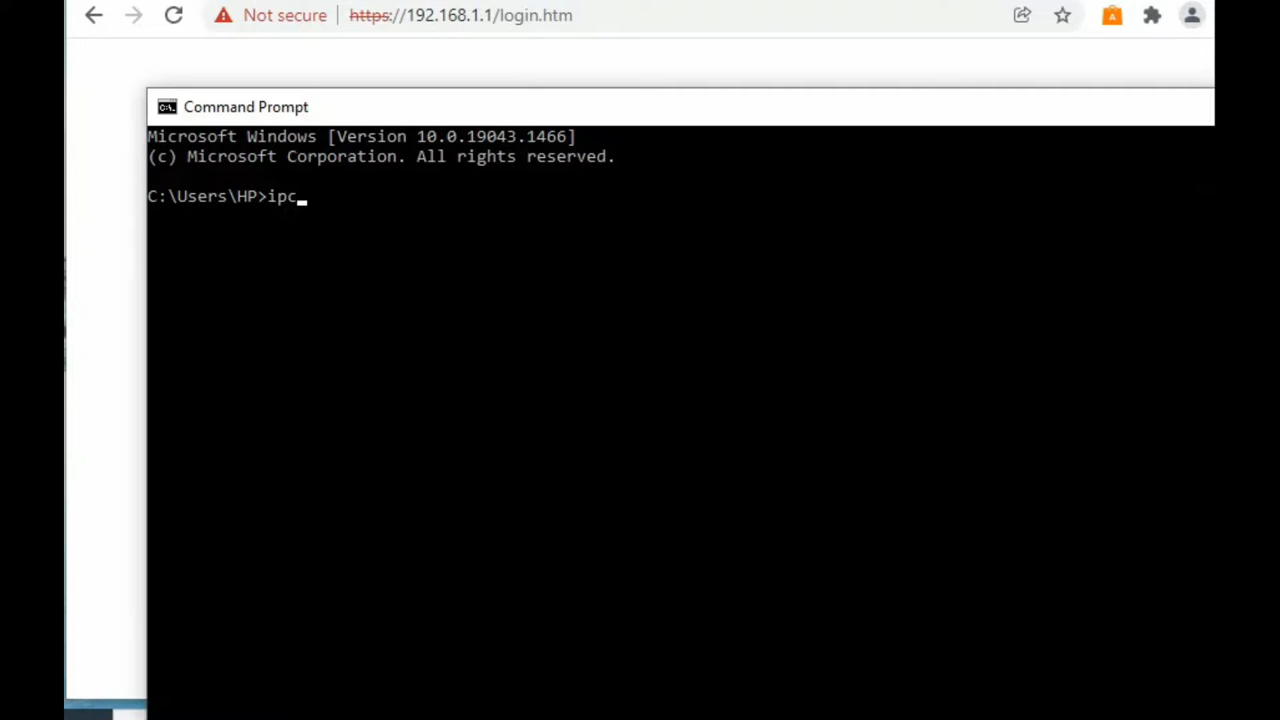 Not secure
https://192.168.1.1/login.htm
A
C:\. Command Prompt
Microsoft Windows [Version 10.0.19043.1466]
(c) Microsoft Corporation. All rights reserved.
C:\Users\HP>ipc_